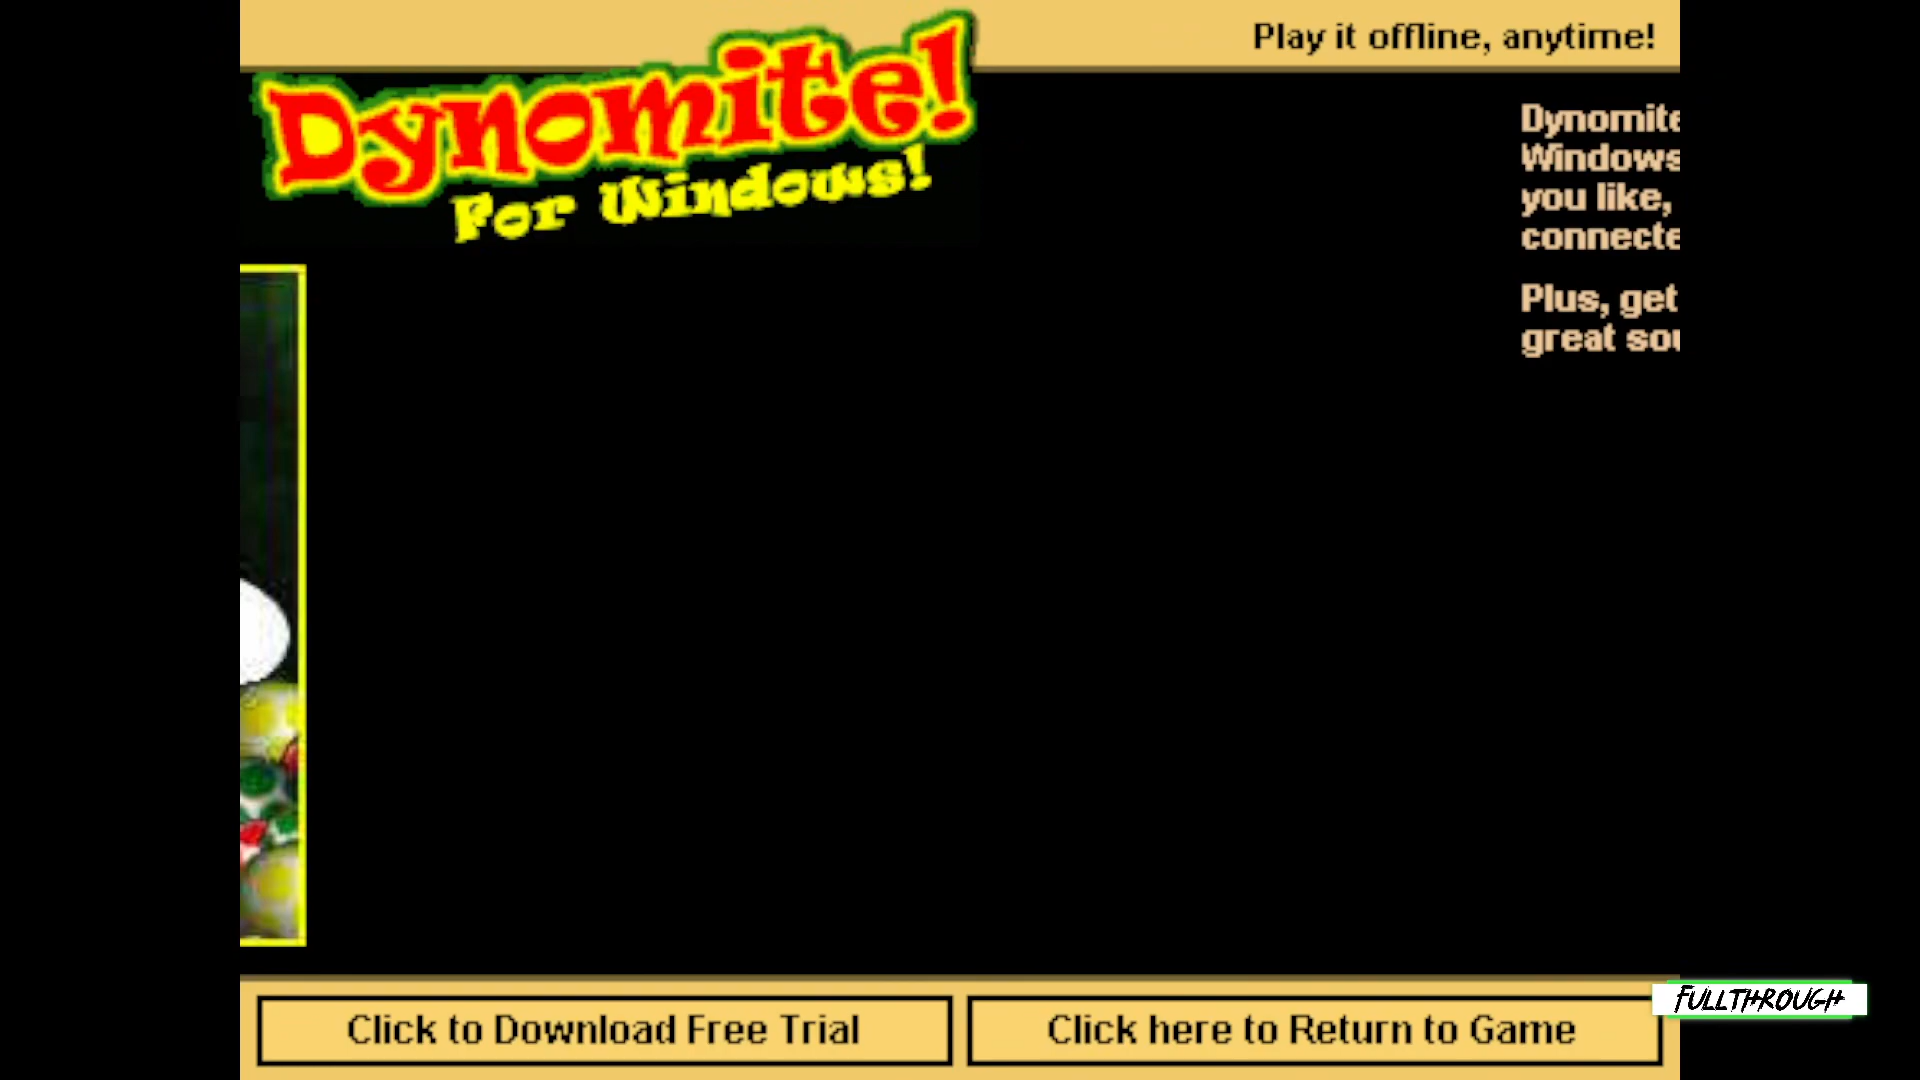 Play it offline, anytime!
Dynomite!
For Windows!
Dynomite
Windows
you like,
connecte
Plus, get
great sou
Click to Download Free Trial
Click here to Return to Game
FULLTHROUGH